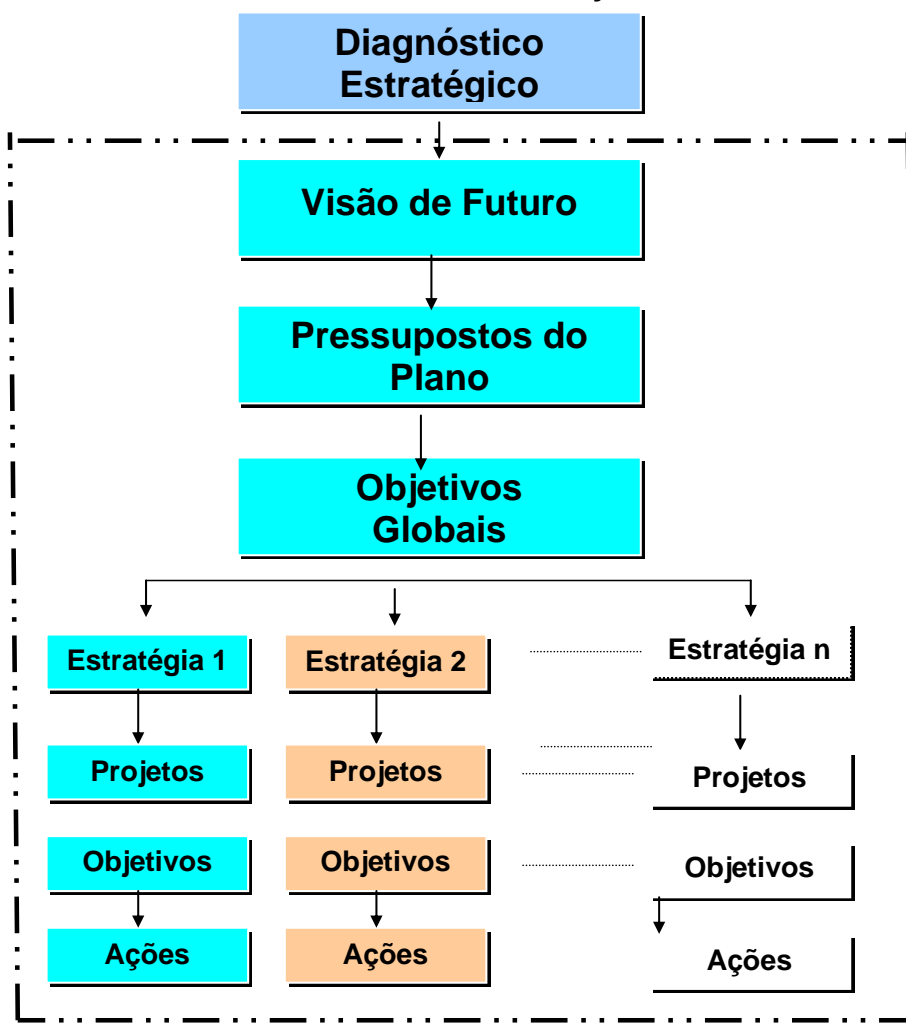 Diagnóstico
Estratégico
Visão de Futuro
Pressupostos do
Plano
Objetivos
Globais
Estratégia 1
Estratégia 2
Estratégia n
Projetos
Projetos
Projetos
Objetivos
Objetivos
Objetivos
Ações
Ações
Ações